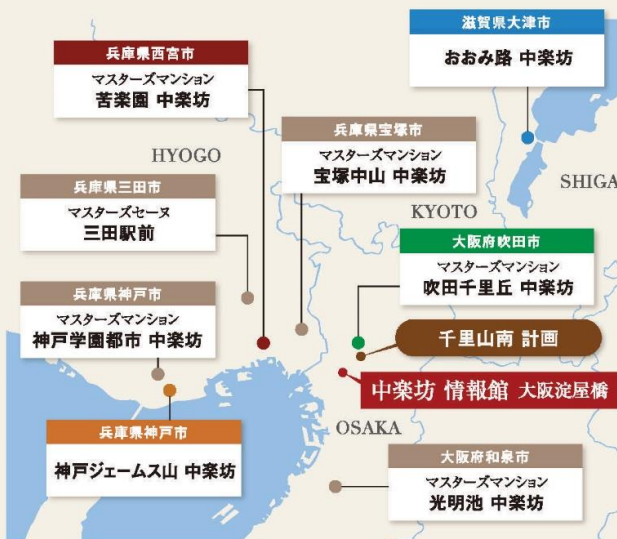 滋賀県大津市
おおみ路 中楽坊
兵庫県西宮市
マスターズマンション
苦楽園 中楽坊
兵庫県宝塚市
マスターズマンション
宝塚中山 中楽坊
HYOGO
SHIGA
兵庫県三田市
マスターズセーヌ
三田駅前
KYOTO
大阪府吹田市
マスターズマンション
吹田千里丘 中楽坊
兵庫県神戸市
マスターズマンション
神戸学園都市 中楽坊
千里山南 計画
中楽坊 情報館 大阪淀屋橋
兵庫県神戸市
神戸ジェームス山 中楽坊
OSAKA
大阪府和泉市
マスターズマンション
光明池 中楽坊